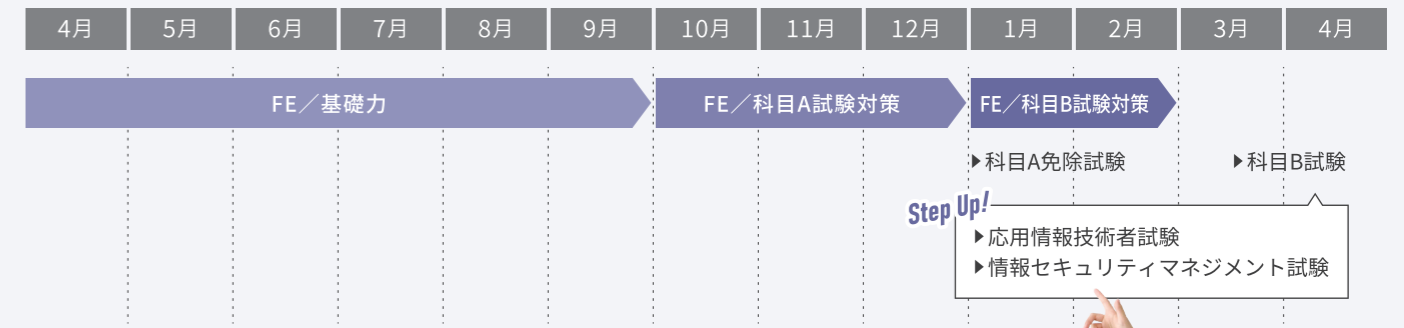 4月 5月 6月 7月 8月 9月 10月 11月 12月 1月 2月 3月 4月
FE／基礎力 FE／科目A試験対策 FE／科目B試験対策
▶科目A免除試験 ▶科目B試験
Step Up!
▶応用情報技術者試験
▶情報セキュリティマネジメント試験